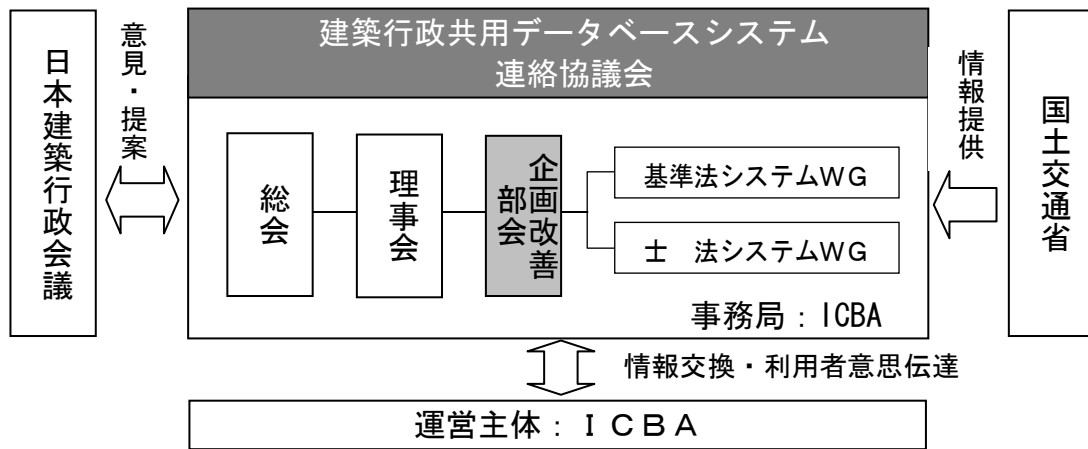 日本建築行政会議
意見・提案
建築行政共用データベースシステム
連絡協議会
総会
理事会
企画改善
部会
基準法システムWG
士　法システムWG
事務局：ICBA
情報提供
国土交通省
情報交換・利用者意思伝達
運営主体：ＩＣＢＡ